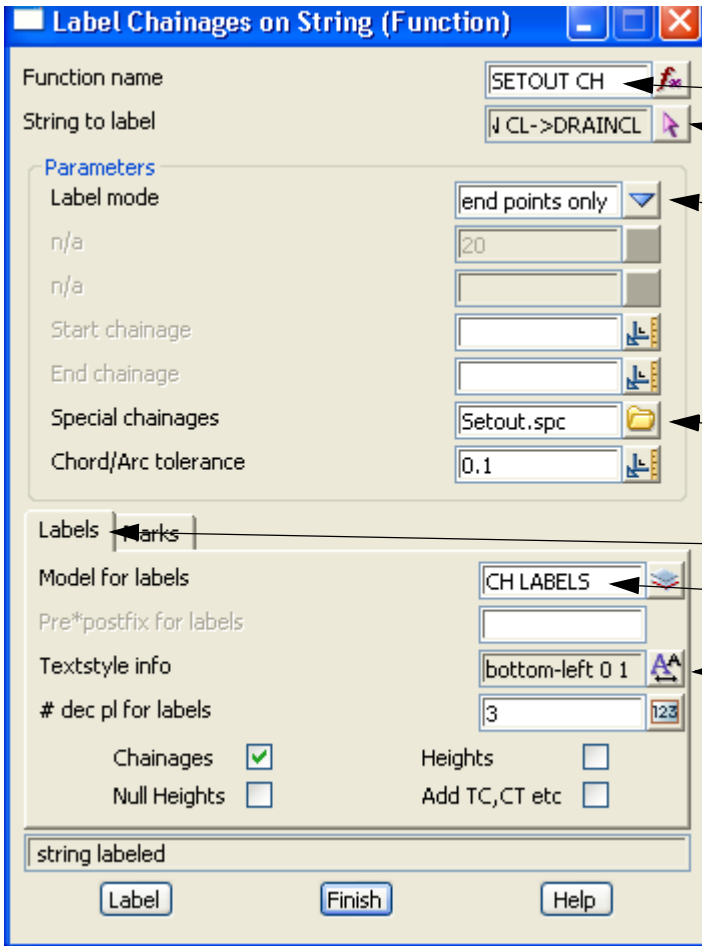 Label Chainages on String (Function)
Function name SETOUT CH
String to label CL->DRAINCL
Parameters
Label mode end points only
n/a 20
n/a
Start chainage
End chainage
Special chainages Setout.spc
Chord/Arc tolerance 0.1
Labels Marks
Model for labels CH LABELS
Pre*postfix for labels
Textstyle info bottom-left 0 1
# dec pl for labels 3 123
Chainages Heights
Null Heights Add TC,CT etc
string labeled
Label Finish Help